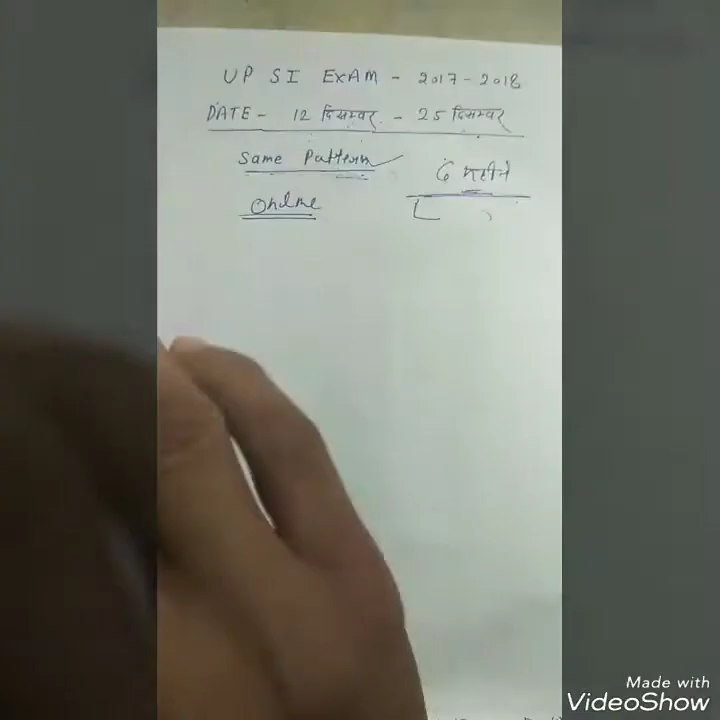 UP SI EXAM - 2017-2018
DATE - 12 दिसम्बर - 25 दिसम्बर
Same Pattern
6 महीने
Online
Made with
VideoShow